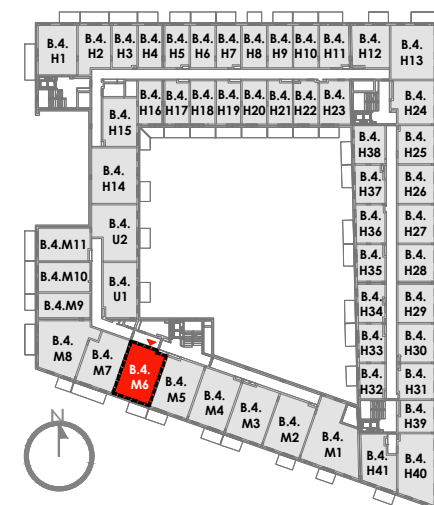 B.4.
H1
B.4.
H2
B.4.
H3
B.4.
H4
B.4.
H5
B.4.
H6
B.4.
H7
B.4.
H8
B.4.
H9
B.4.
H10
B.4.
H11
B.4.
H12
B.4.
H13
B.4.
H15
B.4.
H16
B.4.
H17
B.4.
H18
B.4.
H19
B.4.
H20
B.4.
H21
B.4.
H22
B.4.
H23
B.4.
H24
B.4.
H38
B.4.
H25
B.4.
H14
B.4.
H37
B.4.
H26
B.4.
U2
B.4.
H36
B.4.
H27
B.4.M11
B.4.
H35
B.4.
H28
B.4.M10
B.4.
U1
B.4.
H34
B.4.
H29
B.4.M9
B.4.
H33
B.4.
H30
B.4.
M8
B.4.
M7
B.4.
M6
B.4.
M5
B.4.
M4
B.4.
M3
B.4.
M2
B.4.
M1
B.4.
H32
B.4.
H31
B.4.
H39
B.4.
H41
B.4.
H40
N